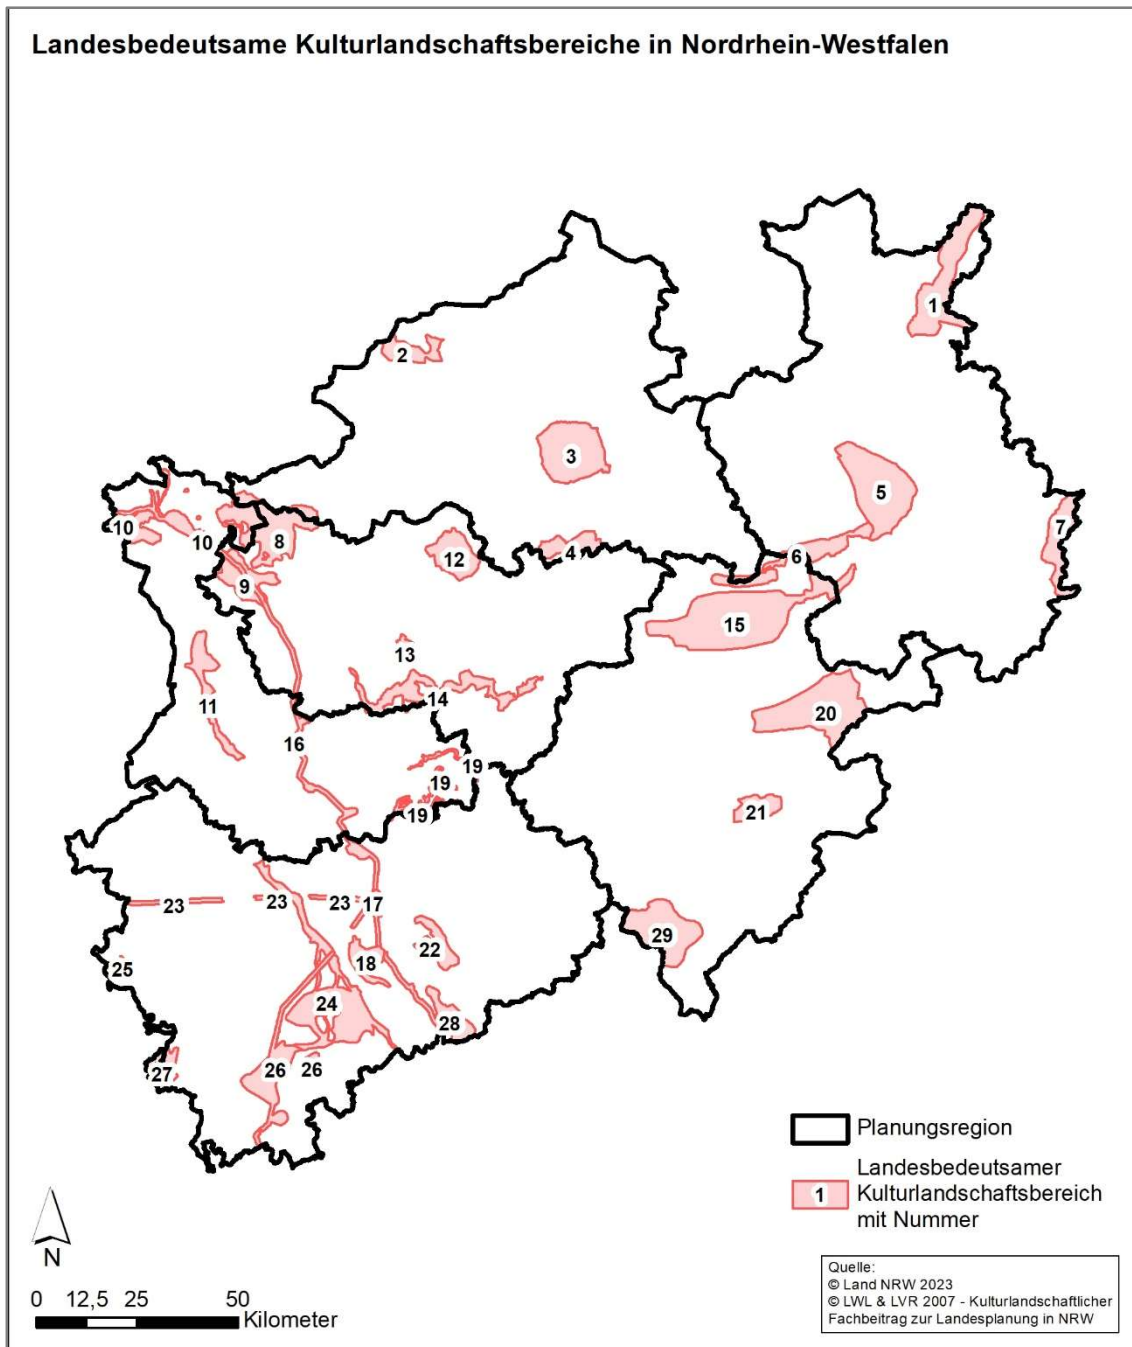 Landesbedeutsame Kulturlandschaftsbereiche in Nordrhein-Westfalen
1
2
3
5
10
10
8
12
4
6
7
9
15
13
11
14
20
16
19
19
19
21
23
23
23
17
22
18
29
25
24
28
27
26
26
Planungsregion
Landesbedeutsamer
1 Kulturlandschaftsbereich
mit Nummer
N
0 12,5 25 50
Kilometer
Quelle:
© Land NRW 2023
© LWL & LVR 2007 - Kulturlandschaftlicher
Fachbeitrag zur Landesplanung in NRW